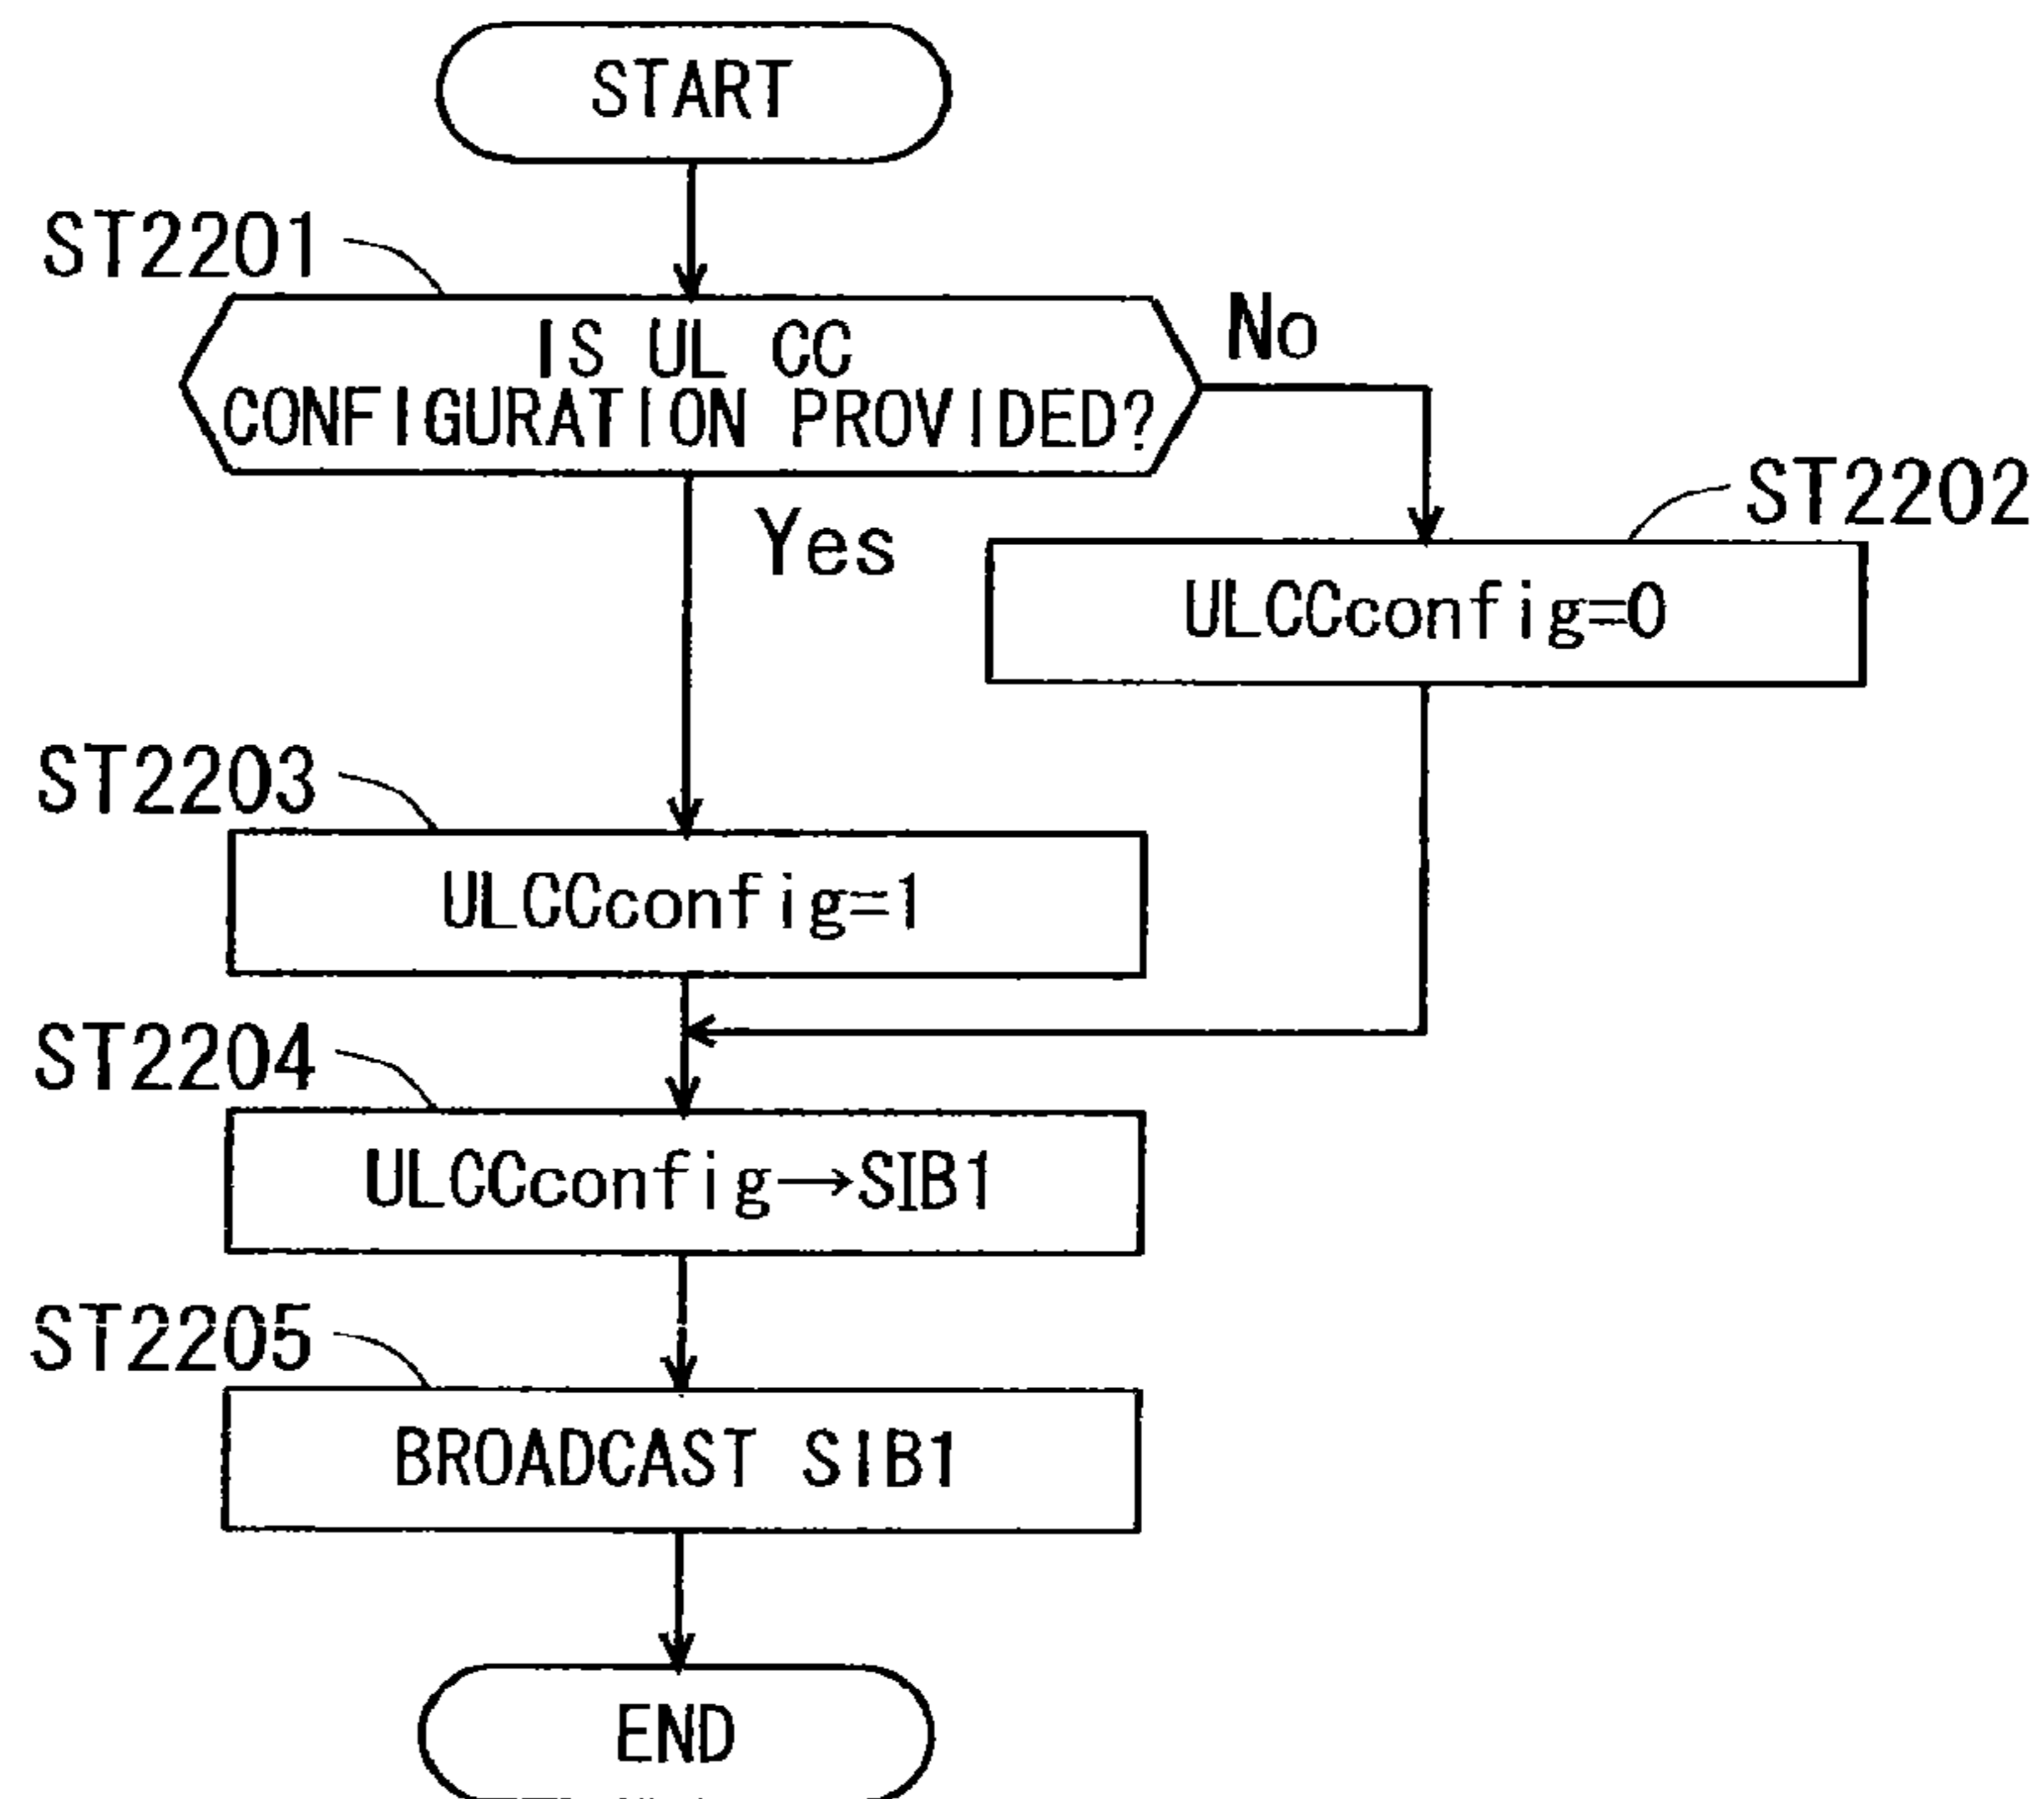 START
ST2201
IS UL CC
CONFIGURATION PROVIDED?
No
Yes
ST2202
ULCCconfig=0
ST2203
ULCCconfig=1
ST2204
ULCCconfig→SIB1
ST2205
BROADCAST SIB1
END